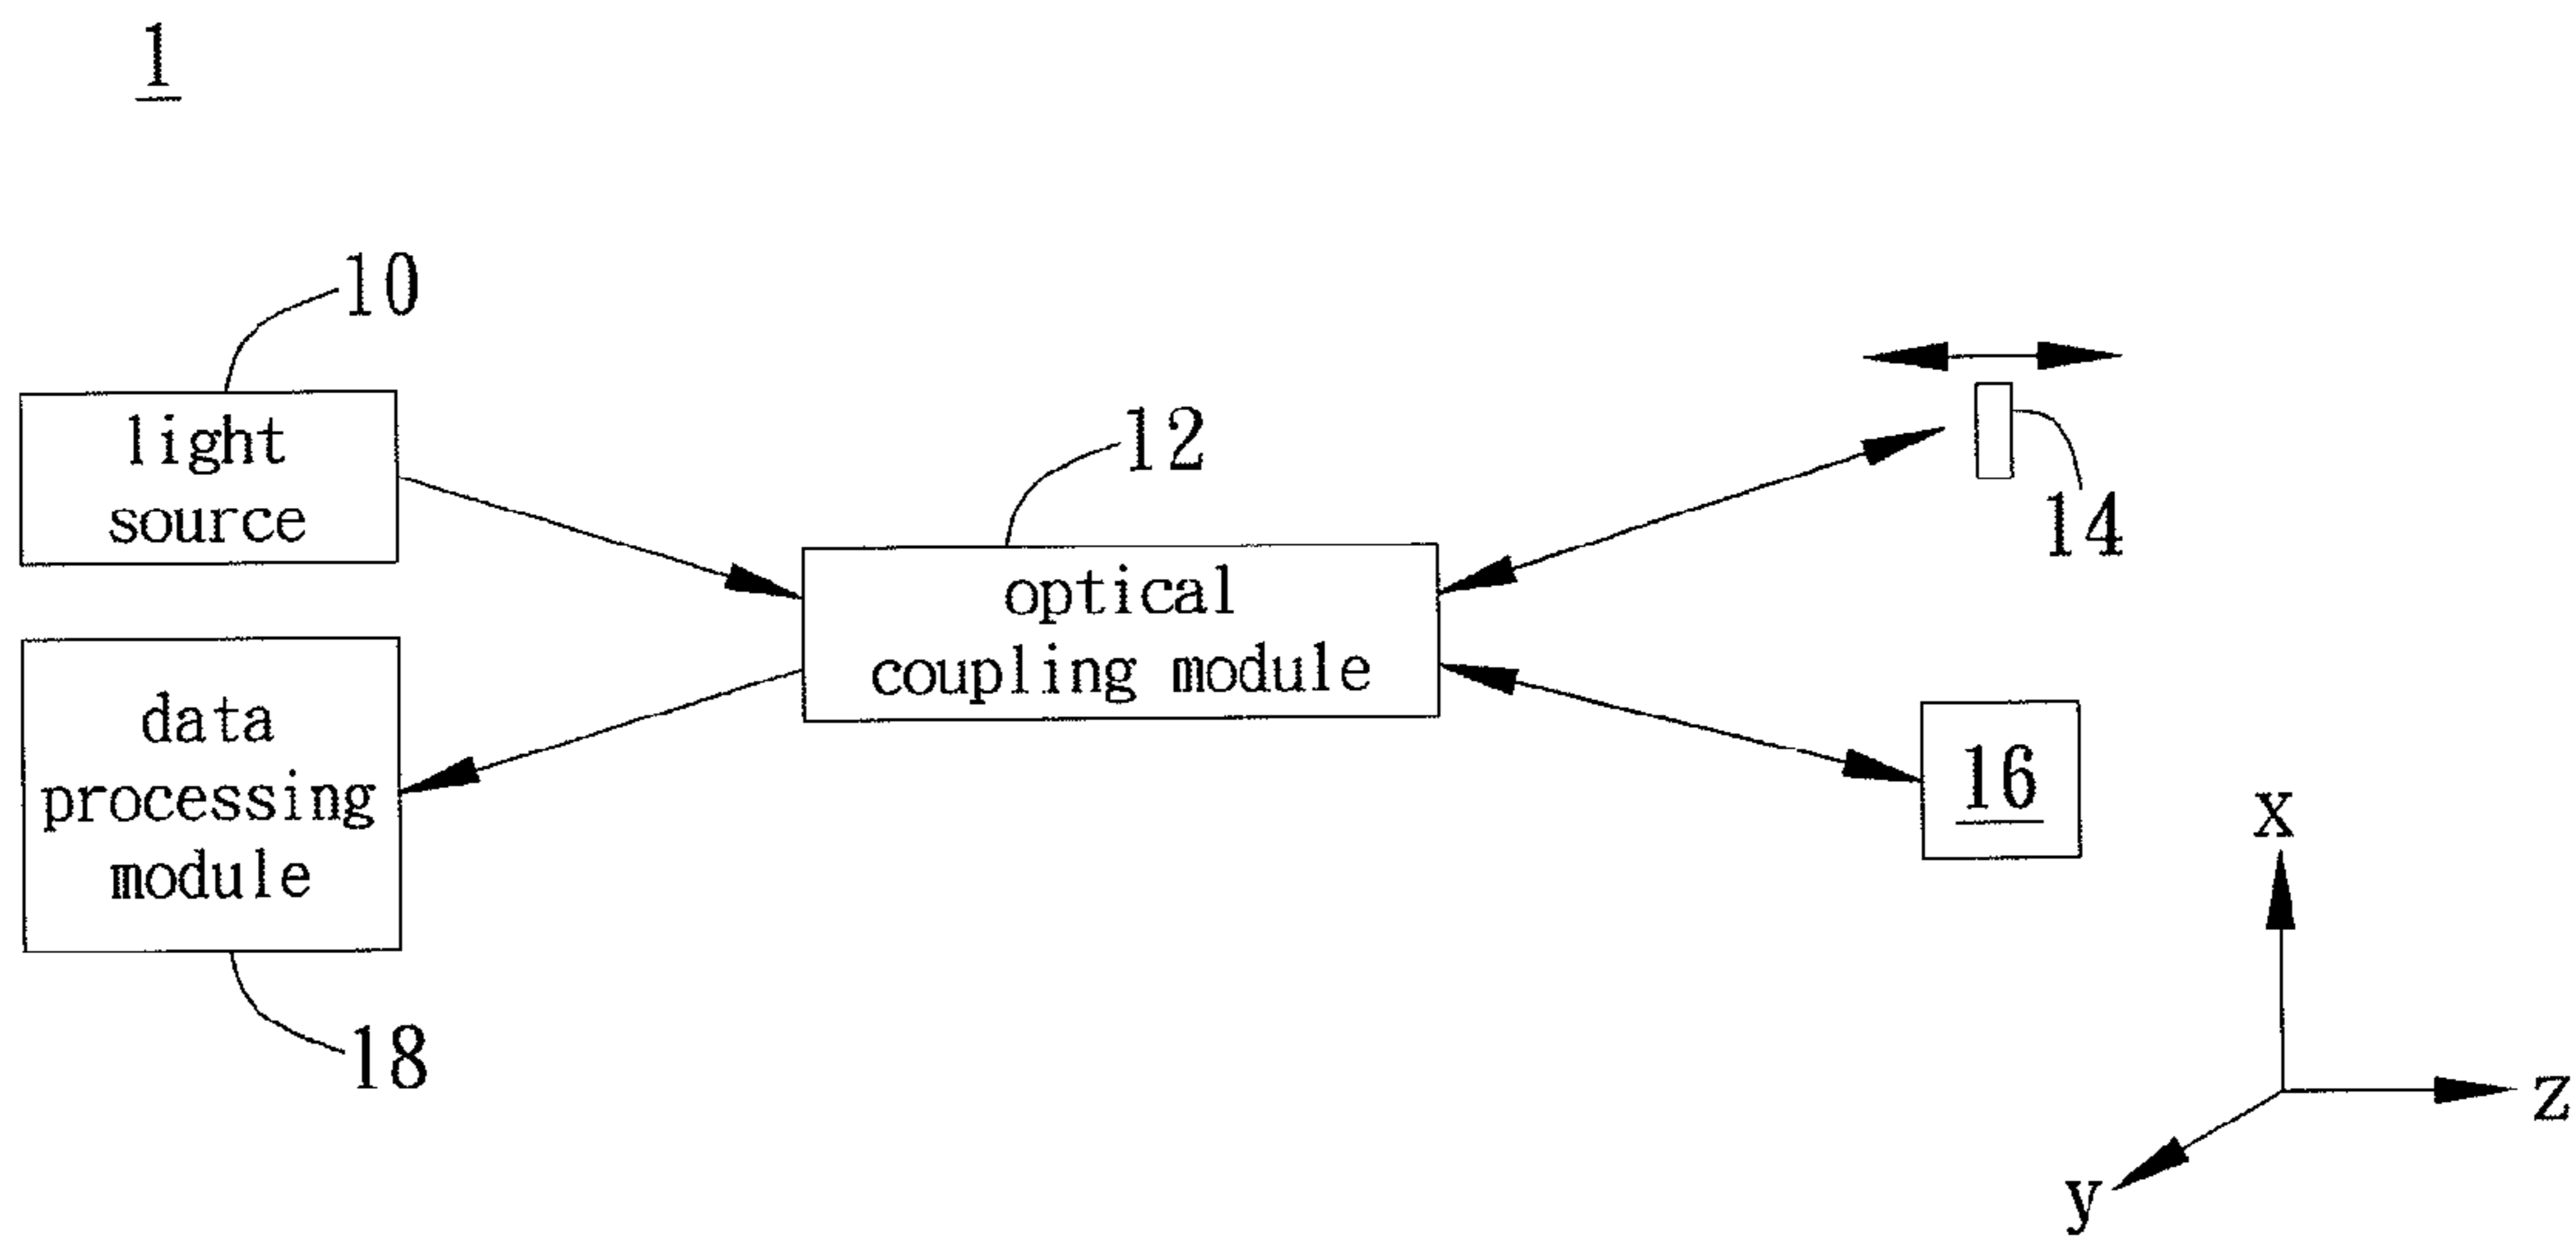 1
10
light
source
12
optical
coupling module
14
data
processing
module
16
18
x
z
y